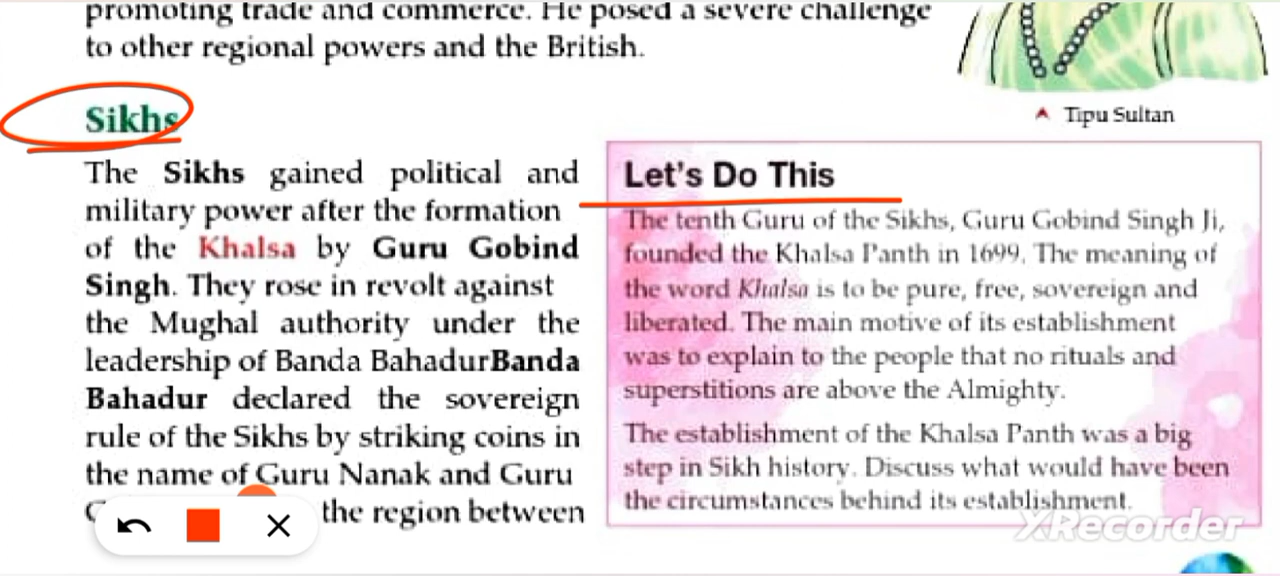 promoting trade and commerce. He posed a severe challenge
to other regional powers and the British.
Tipu Sultan
Sikhs
The Sikhs gained political and
military power after the formation
of the Khalsa by Guru Gobind
Singh. They rose in revolt against
the Mughal authority under the
leadership of Banda BahadurBanda
Bahadur declared the sovereign
rule of the Sikhs by striking coins in
the name of Guru Nanak and Guru
the region between
Let's Do This
The tenth Guru of the Sikhs, Guru Gobind Singh Ji,
founded the Khalsa Panth in 1699. The meaning of
the word Khalsa is to be pure, free, sovereign and
liberated. The main motive of its establishment
was to explain to the people that no rituals and
superstitions are above the Almighty.
The establishment of the Khalsa Panth was a big
step in Sikh history. Discuss what would have been
the circumstances behind its establishment.
XRecorder